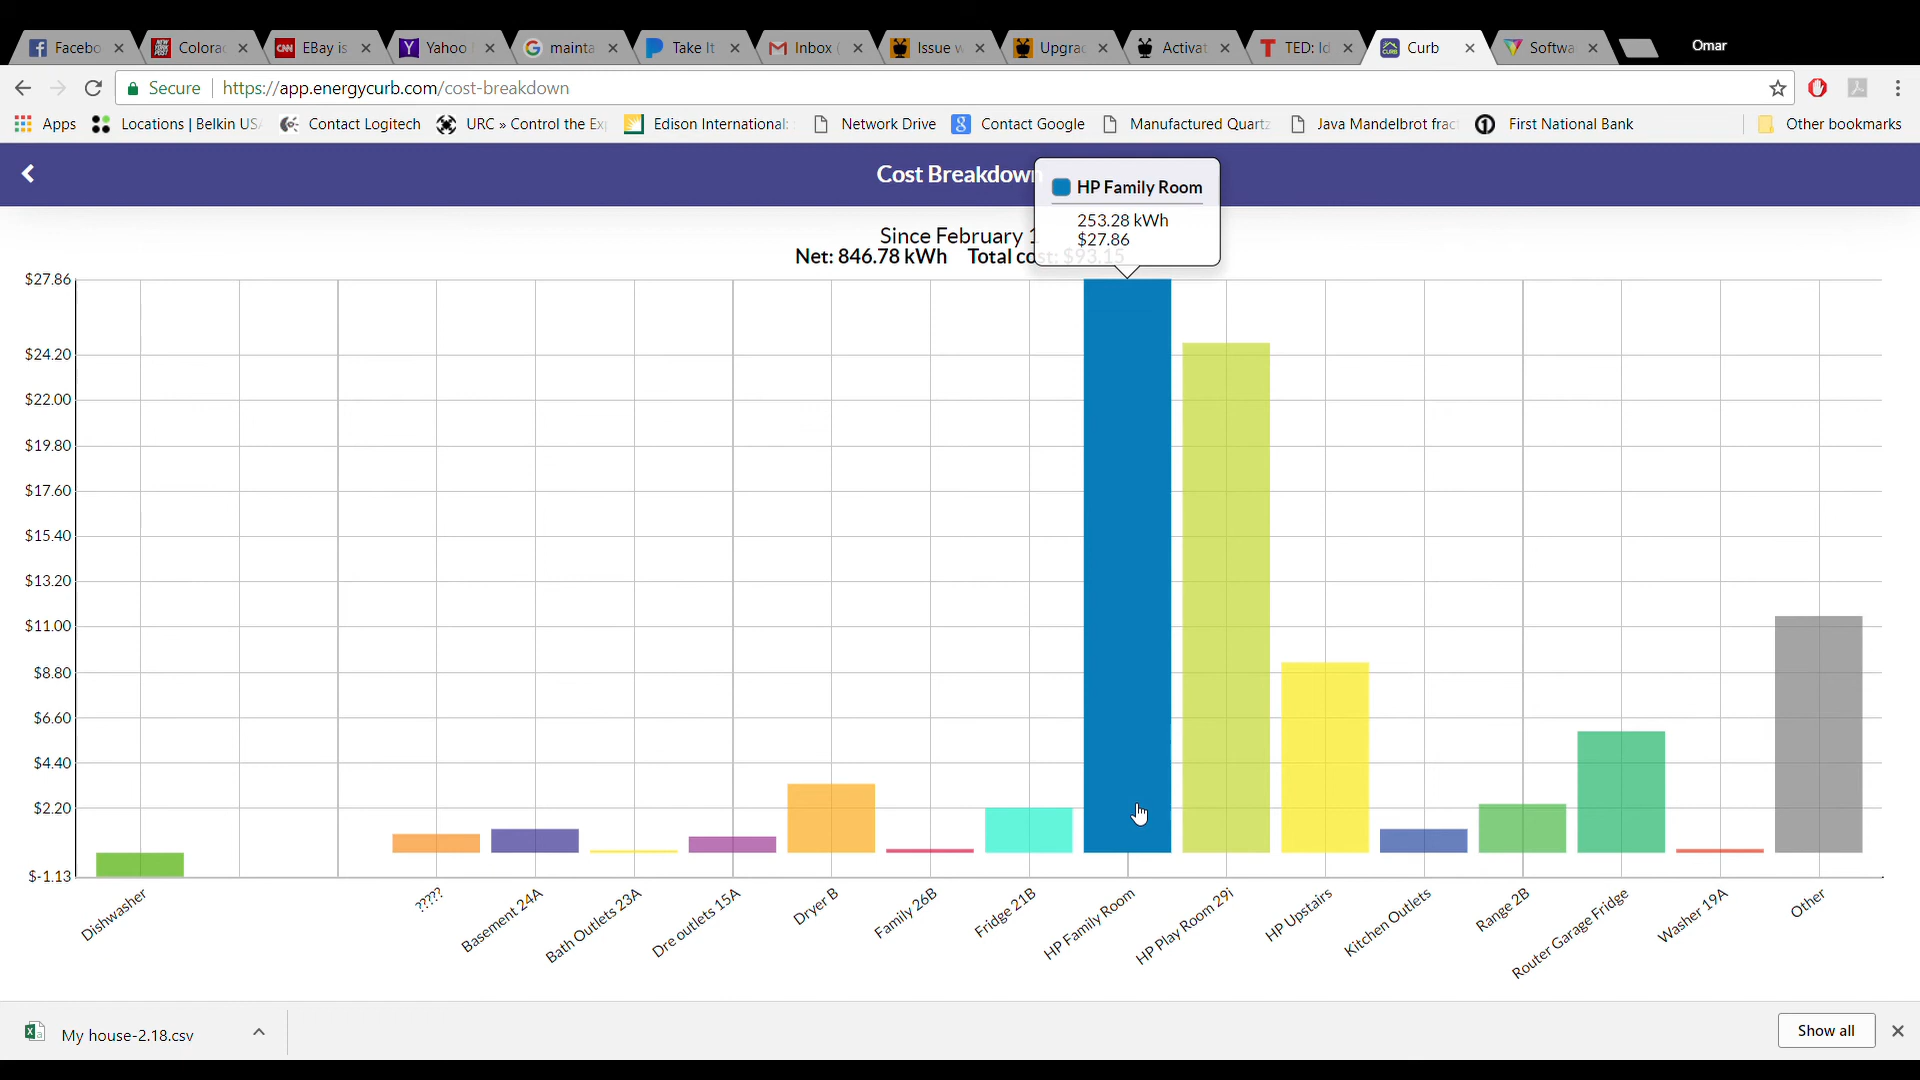 Facebo
Colorac
EBay is
Yahoo
mainta
Take It
Inbox (
Issue w
Upgrac
Activat
TED: Id
Curb
Softwa
Omar
Secure
https://app.energycurb.com/cost-breakdown
Apps
Locations | Belkin US
Contact Logitech
URC » Control the Ex
Edison International:
Network Drive
Contact Google
Manufactured Quartz
Java Mandelbrot frac
First National Bank
Other bookmarks
Cost Breakdown
HP Family Room
253.28 kWh
$27.86
Since February 1
Net: 846.78 kWh Total cost: $93.15
$27.86
$24.20
$22.00
$19.80
$17.60
$15.40
$13.20
$11.00
$8.80
$6.60
$4.40
$2.20
$-1.13
Dishwasher
?????
Basement 24A
Bath Outlets 23A
Dre outlets 15A
Dryer B
Family 26B
Fridge 21B
HP Family Room
HP Play Room 29i
HP Upstairs
Kitchen Outlets
Range 2B
Router Garage Fridge
Washer 19A
Other
My house-2.18.csv
Show all